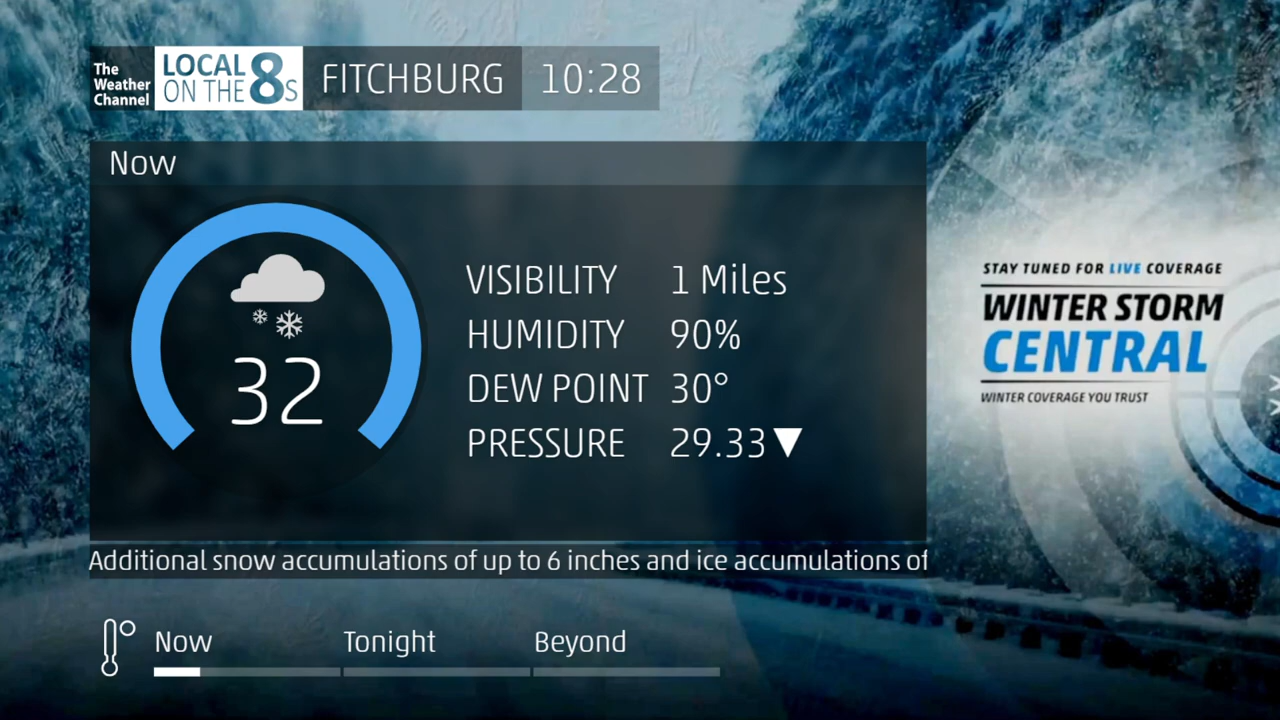 The Weather Channel
LOCAL ON THE 8s
FITCHBURG 10:28
Now
32
VISIBILITY 1 Miles
HUMIDITY 90%
DEW POINT 30°
PRESSURE 29.33▼
STAY TUNED FOR LIVE COVERAGE
WINTER STORM
CENTRAL
WINTER COVERAGE YOU TRUST
Additional snow accumulations of up to 6 inches and ice accumulations of
Now Tonight Beyond